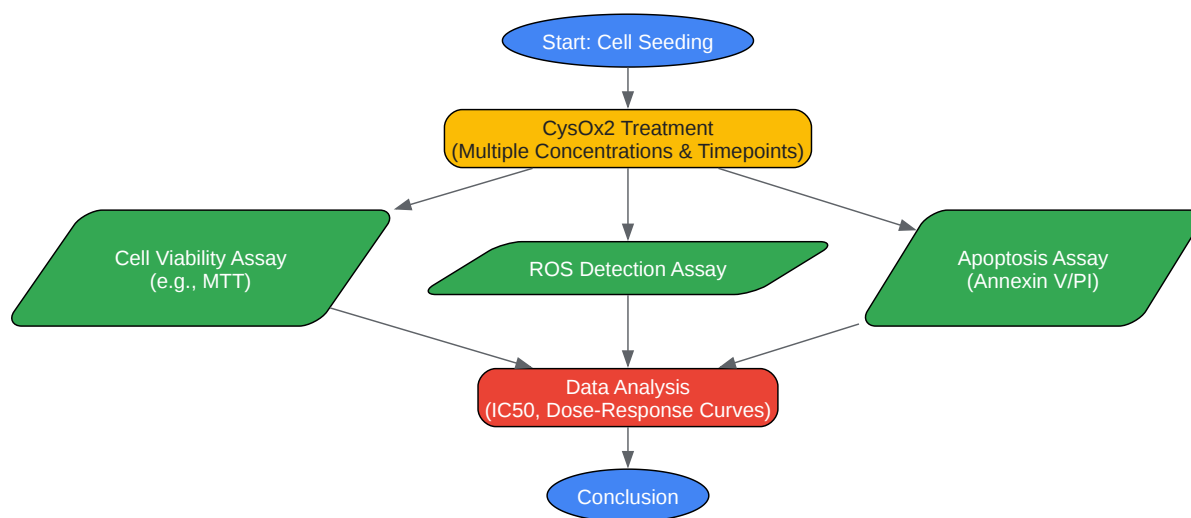 Start: Cell Seeding
CysOx2 Treatment
(Multiple Concentrations & Timepoints)
Cell Viability Assay
(e.g., MTT)
ROS Detection Assay
Apoptosis Assay
(Annexin V/PI)
Data Analysis
(IC50, Dose-Response Curves)
Conclusion